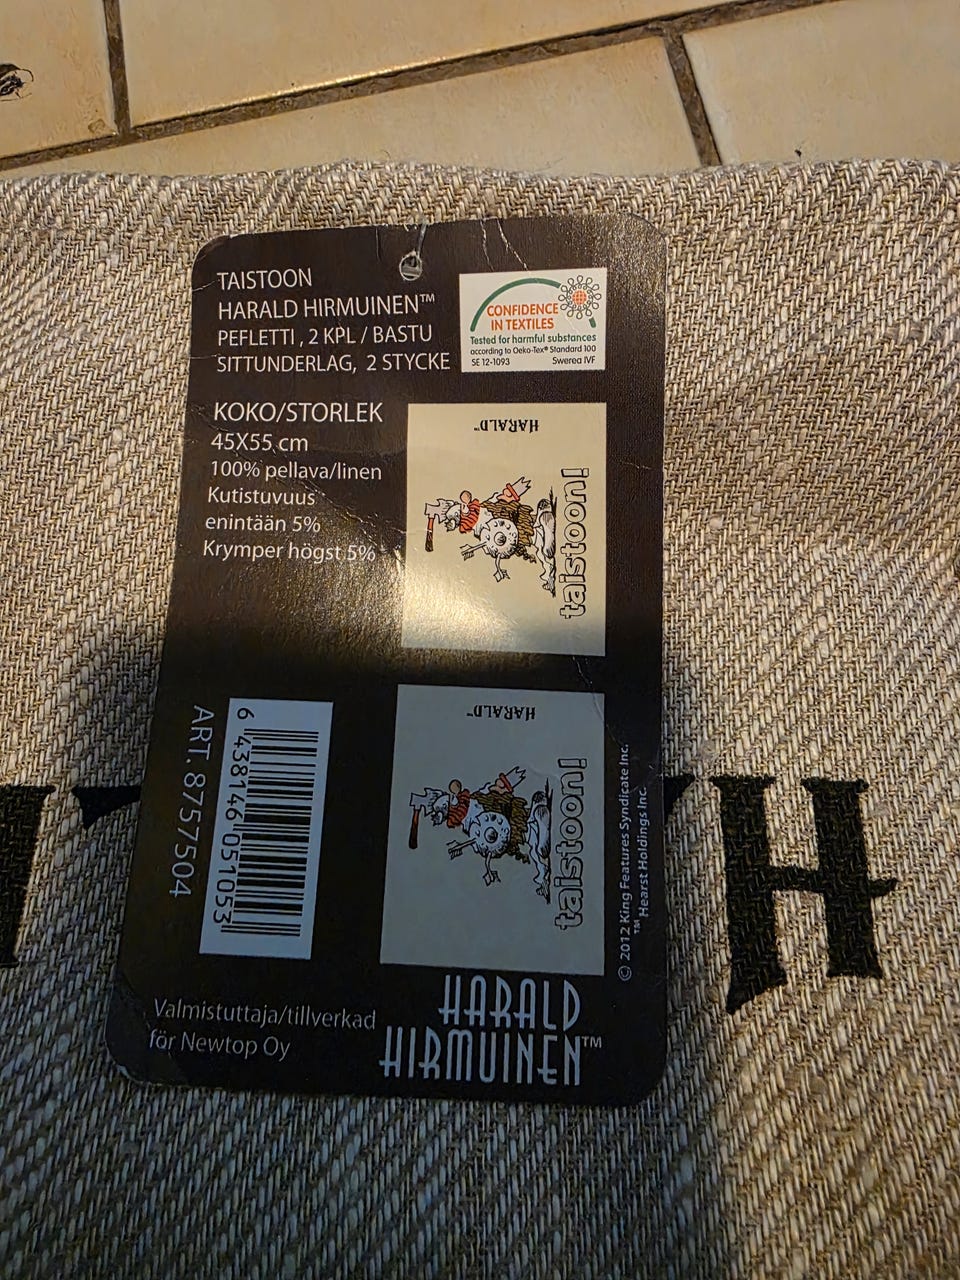 TAISTOON
HARALD HIRMUINEN™
PEFLETTI, 2 KPL / BASTU
SITTUNDERLAG, 2 STYCKE
CONFIDENCE
IN TEXTILES
Tested for harmful substances
according to Oeko-Tex® Standard 100
SE 12-1093 Swerea IVF
KOKO/STORLEK
45X55 cm
100% pellava/linen
Kutistuvuus
enintään 5%
Krymper högst 5%
HARALD™
taistoon!
HARALD™
taistoon!
ART. 8757504
6 438146 051053
© 2012 King Features Syndicate Inc.
™ Hearst Holdings Inc.
Valmistuttaja/tillverkad
för Newtop Oy
HARALD
HIRMUINEN™
H